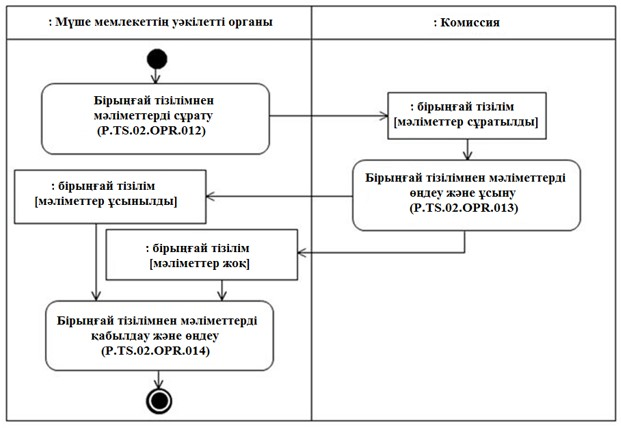 : Мүше мемлекеттің уәкілетті органы
: Комиссия
Бірыңғай тізілімнен
мәліметтерді сұрату
(P.TS.02.OPR.012)
: бірыңғай тізілім
[мәліметтер сұратылды]
Бірыңғай тізілімнен мәліметтерді
өңдеу және ұсыну
(P.TS.02.OPR.013)
: бірыңғай тізілім
[мәліметтер ұсынылды]
: бірыңғай тізілім
[мәліметтер жоқ]
Бірыңғай тізілімнен мәліметтерді
қабылдау және өңдеу
(P.TS.02.OPR.014)